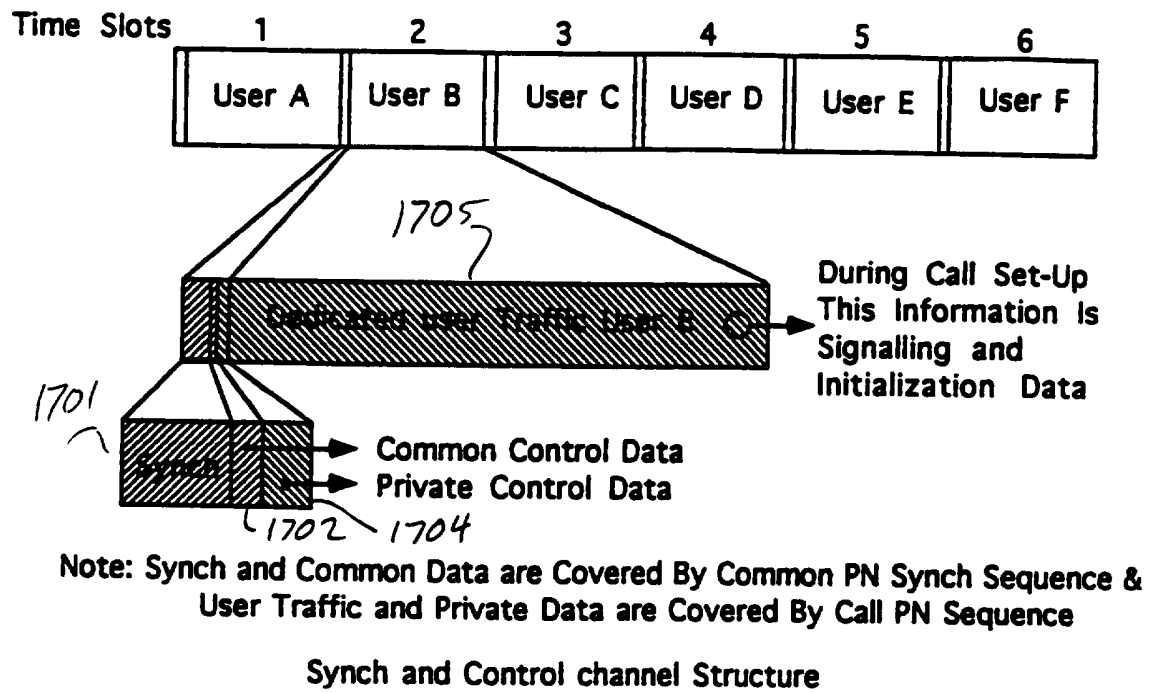 Time Slots 1 2 3 4 5 6
User A User B User C User D User E User F
1705
Dedicated user Traffic User B
During Call Set-Up
This Information Is
Signalling and
Initialization Data
1701
Synch
Common Control Data
Private Control Data
1702 1704
Note: Synch and Common Data are Covered By Common PN Synch Sequence &
User Traffic and Private Data are Covered By Call PN Sequence
Synch and Control channel Structure